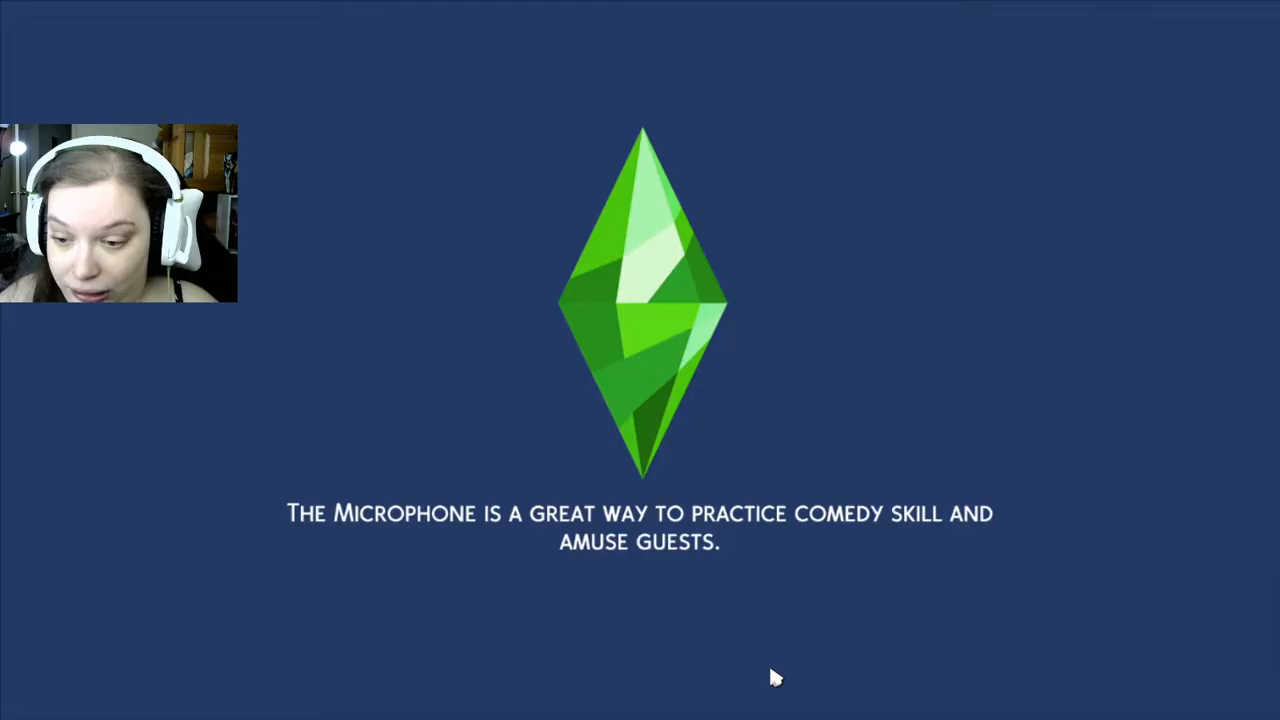 The Microphone is a great way to practice comedy skill and
amuse guests.